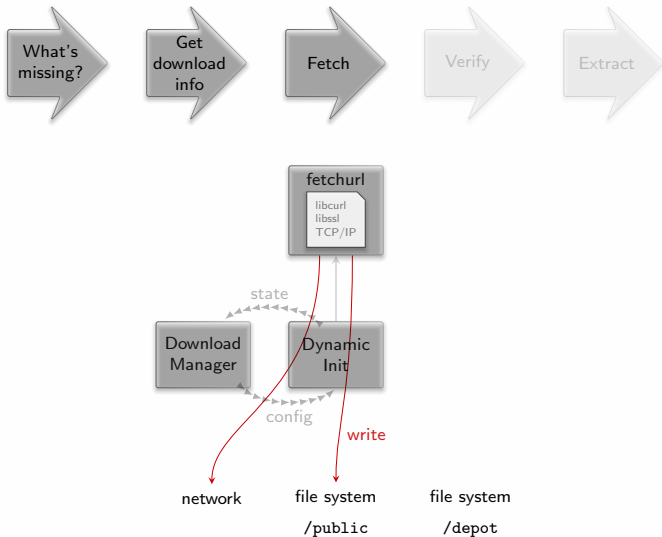 What's
missing?
Get
download
info
Fetch
Verify
Extract
fetchurl
libcurl
libssl
TCP/IP
state
Download
Manager
Dynamic
Init
config
write
network
file system
/public
file system
/depot